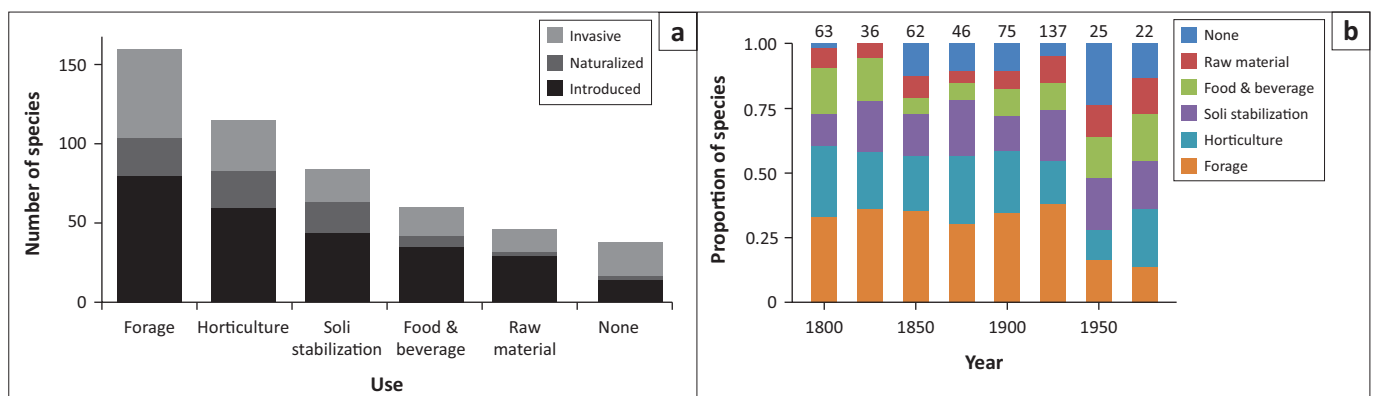 a
Number of species
150
100
50
0
Invasive
Naturalized
Introduced
Forage
Horticulture
Soli
stabilization
Food &
beverage
Raw
material
None
Use
b
Proportion of species
63 36 62 46 75 137 25 22
1.00
0.75
0.50
0.25
0
None
Raw material
Food & beverage
Soli stabilization
Horticulture
Forage
1800 1850 1900 1950
Year